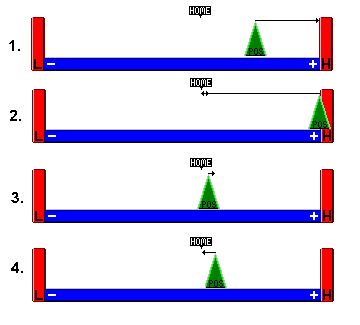 HOME
1.
POS
L - + H
HOME
2.
POS
L - + H
HOME
3.
POS
L - + H
HOME
4.
POS
L - + H